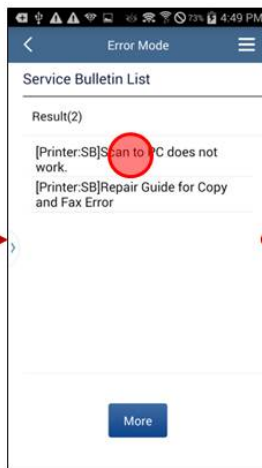 73% 4:49 PM
Error Mode
Service Bulletin List
Result(2)
[Printer:SB]Scan to PC does not
work.
[Printer:SB]Repair Guide for Copy
and Fax Error
More